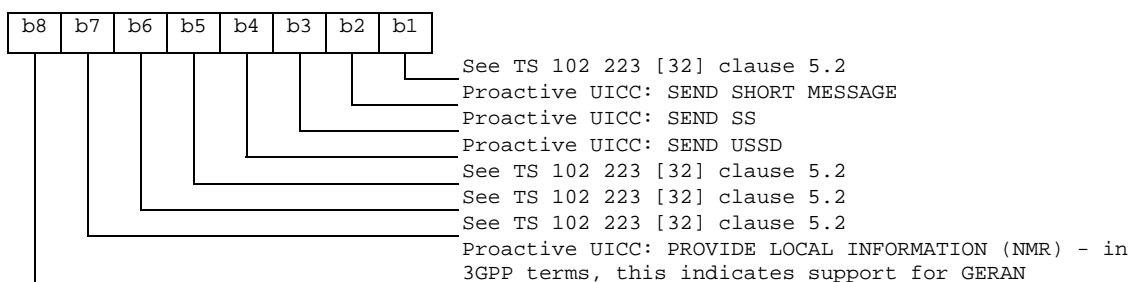 b8 b7 b6 b5 b4 b3 b2 b1
See TS 102 223 [32] clause 5.2
Proactive UICC: SEND SHORT MESSAGE
Proactive UICC: SEND SS
Proactive UICC: SEND USSD
See TS 102 223 [32] clause 5.2
See TS 102 223 [32] clause 5.2
See TS 102 223 [32] clause 5.2
Proactive UICC: PROVIDE LOCAL INFORMATION (NMR) - in
3GPP terms, this indicates support for GERAN